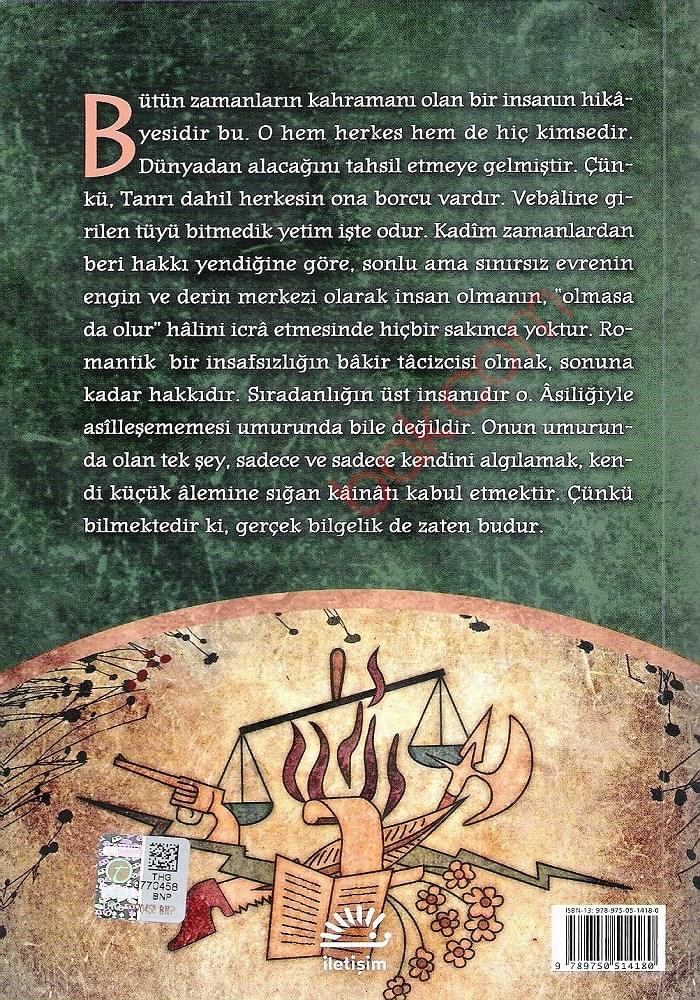 Bütün zamanların kahramanı olan bir insanın hikâ-
yesidir bu. O hem herkes hem de hiç kimsedir.
Dünyadan alacağını tahsil etmeye gelmiştir. Çün-
kü, Tanrı dahil herkesin ona borcu vardır. Vebâline gi-
rilen tüyü bitmedik yetim işte odur. Kadîm zamanlardan
beri hakkı yendiğine göre, sonlu ama sınırsız evrenin
engin ve derin merkezi olarak insan olmanın, "olmasa
da olur" hâlini icrâ etmesinde hiçbir sakınca yoktur. Ro-
mantik bir insafsızlığın bâkir tâcizcisi olmak, sonuna
kadar hakkıdır. Sıradanlığın üst insanıdır o. Âsiliğiyle
asîlleşememesi umurunda bile değildir. Onun umurun-
da olan tek şey, sadece ve sadece kendini algılamak, ken-
di küçük âlemine sığan kâinâtı kabul etmektir. Çünkü
bilmektedir ki, gerçek bilgelik de zaten budur.
THG
770458
BNP
iletişim
ISBN-13: 978-975-05-1418-0
9 789750 514180